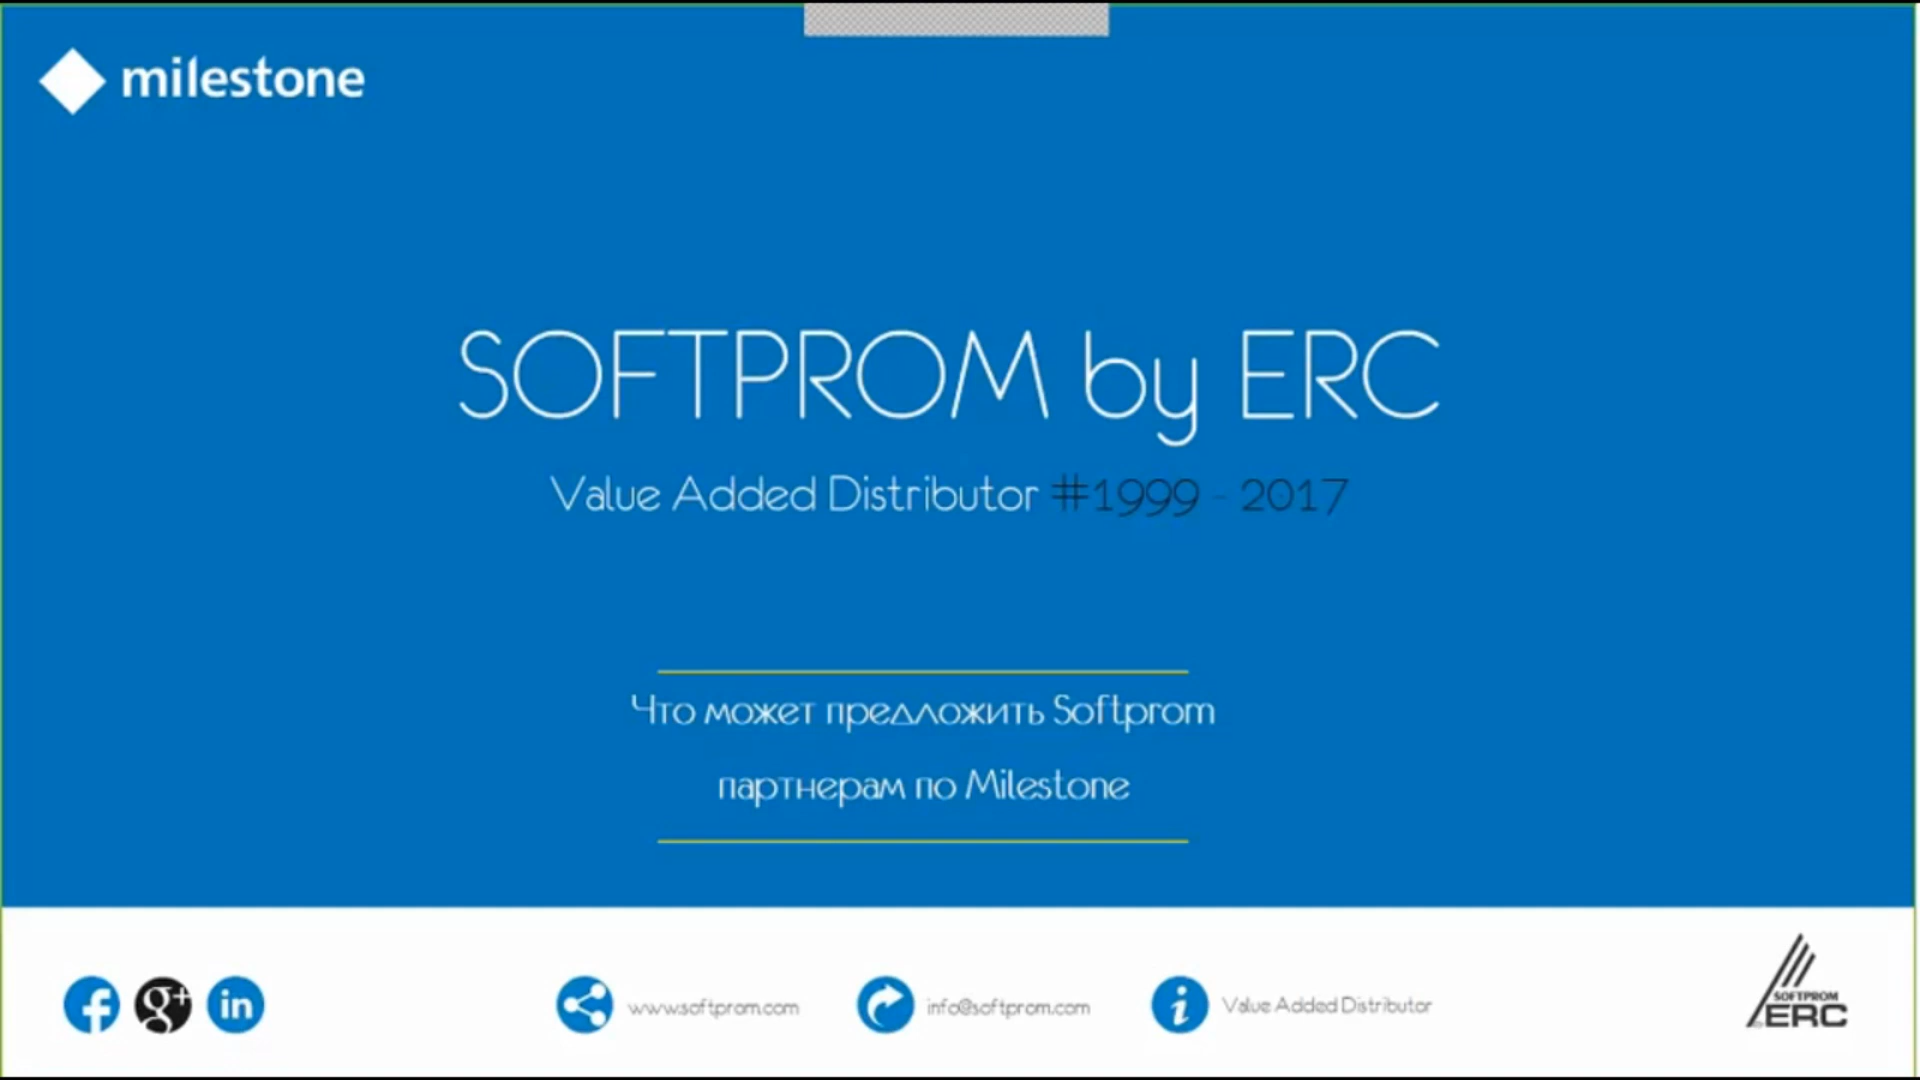 milestone
SOFTPROM by ERC
Value Added Distributor #1999 - 2017
Что может предложить Softprom
партнерам по Milestone
www.softprom.com
info@softprom.com
Value Added Distributor
SOFTPROM
by ERC